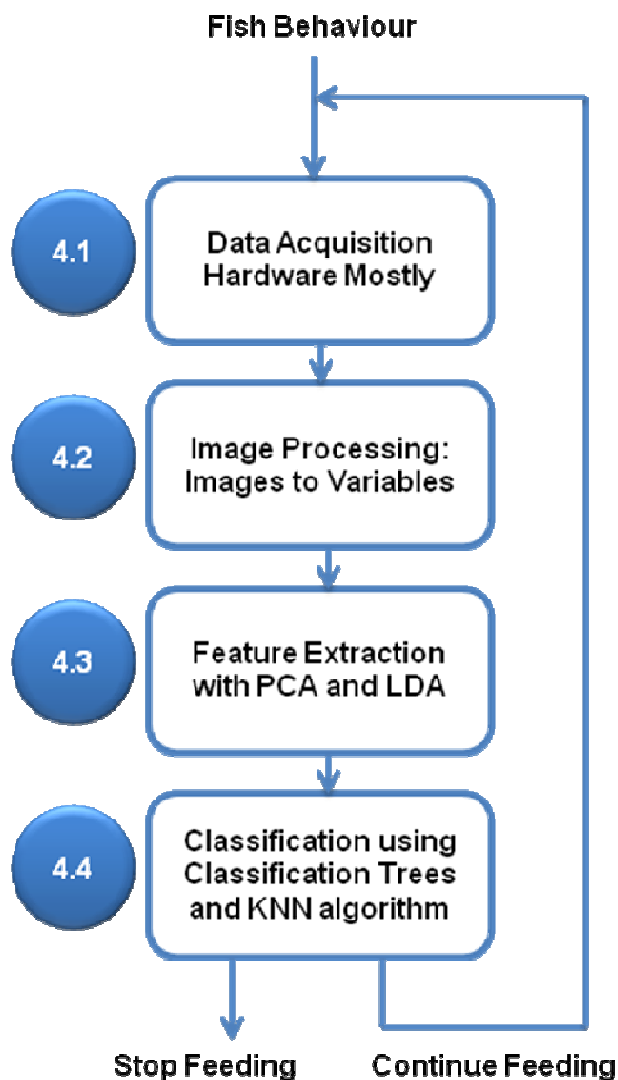 Fish Behaviour
4.1
Data Acquisition
Hardware Mostly
4.2
Image Processing:
Images to Variables
4.3
Feature Extraction
with PCA and LDA
4.4
Classification using
Classification Trees
and KNN algorithm
Stop Feeding
Continue Feeding